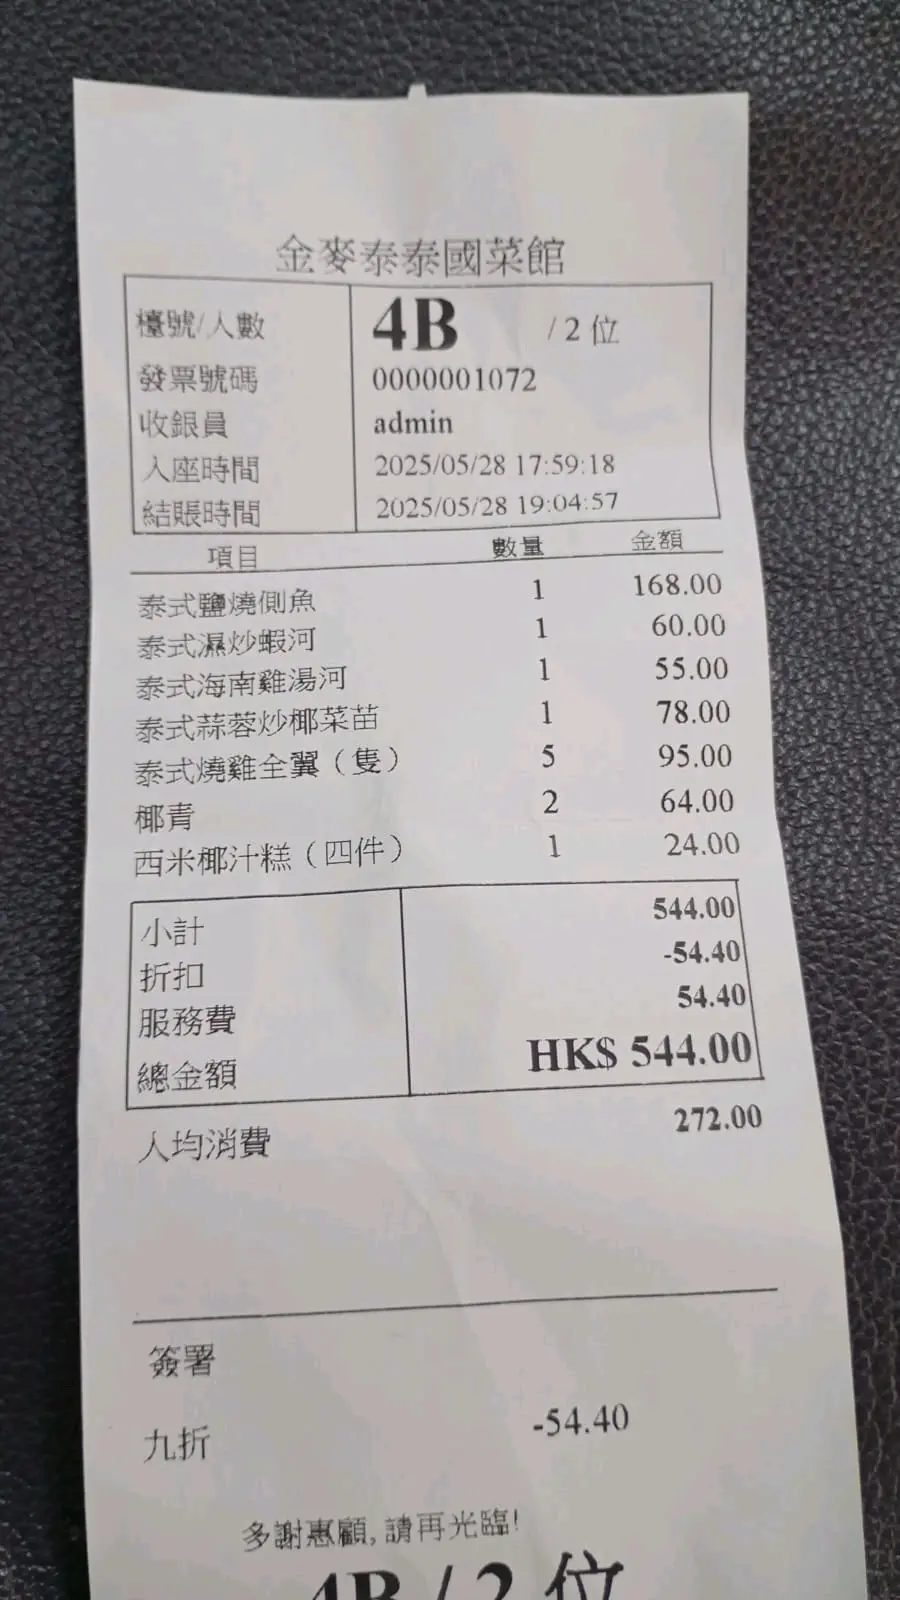 金麥泰泰國菜館
檯號/人數 4B / 2 位
發票號碼 0000001072
收銀員 admin
入座時間 2025/05/28 17:59:18
結賬時間 2025/05/28 19:04:57
項目 數量 金額
泰式鹽燒側魚 1 168.00
泰式濕炒蝦河 1 60.00
泰式海南雞湯河 1 55.00
泰式蒜蓉炒椰菜苗 1 78.00
泰式燒雞全翼（隻） 5 95.00
椰青 2 64.00
西米椰汁糕（四件） 1 24.00
小計 544.00
折扣 -54.40
服務費 54.40
總金額 HK$ 544.00
人均消費 272.00
簽署
九折 -54.40
多謝惠顧,請再光臨!
4B / 2 位